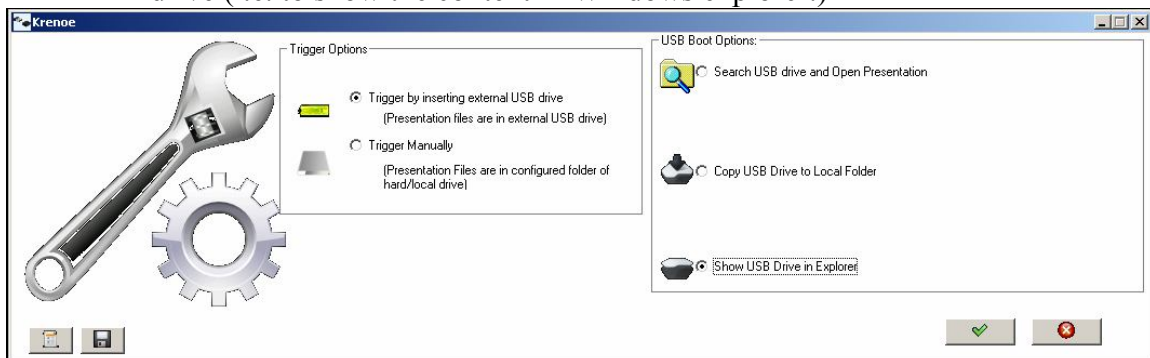 Krenoe
Trigger Options
Trigger by inserting external USB drive
(Presentation files are in external USB drive)
Trigger Manually
(Presentation Files are in configured folder of
hard/local drive)
USB Boot Options:
Search USB drive and Open Presentation
Copy USB Drive to Local Folder
Show USB Drive in Explorer